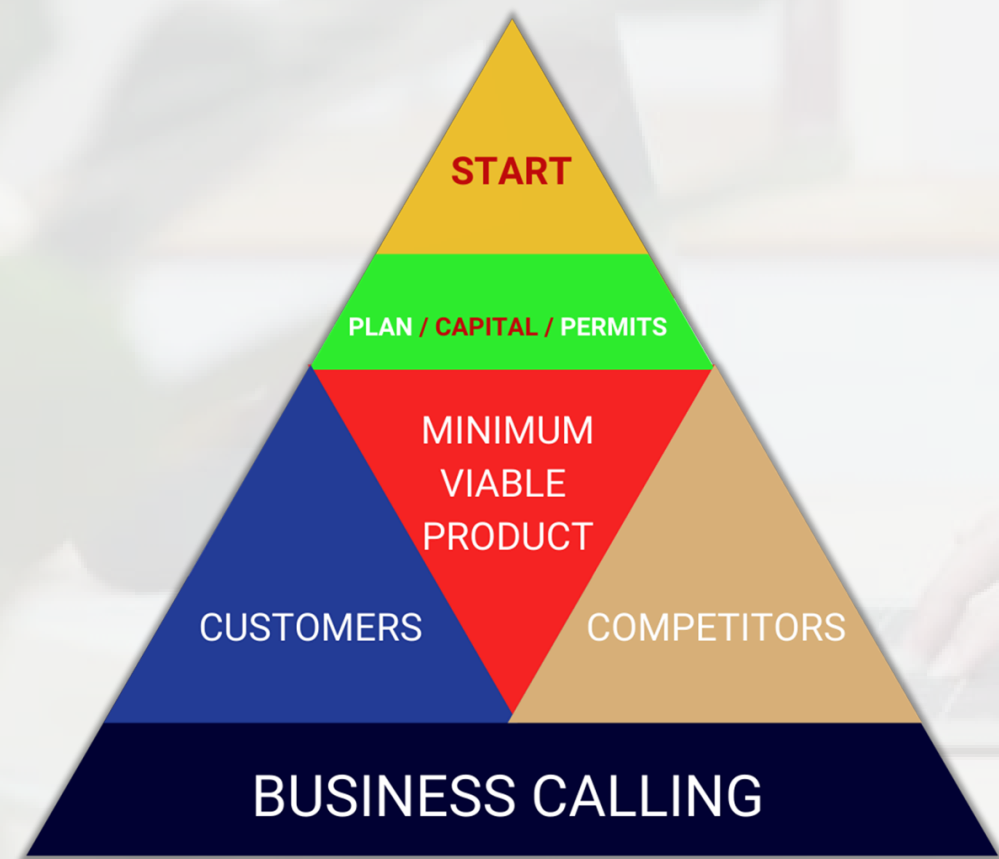 START
PLAN / CAPITAL / PERMITS
MINIMUM
VIABLE
PRODUCT
CUSTOMERS
COMPETITORS
BUSINESS CALLING